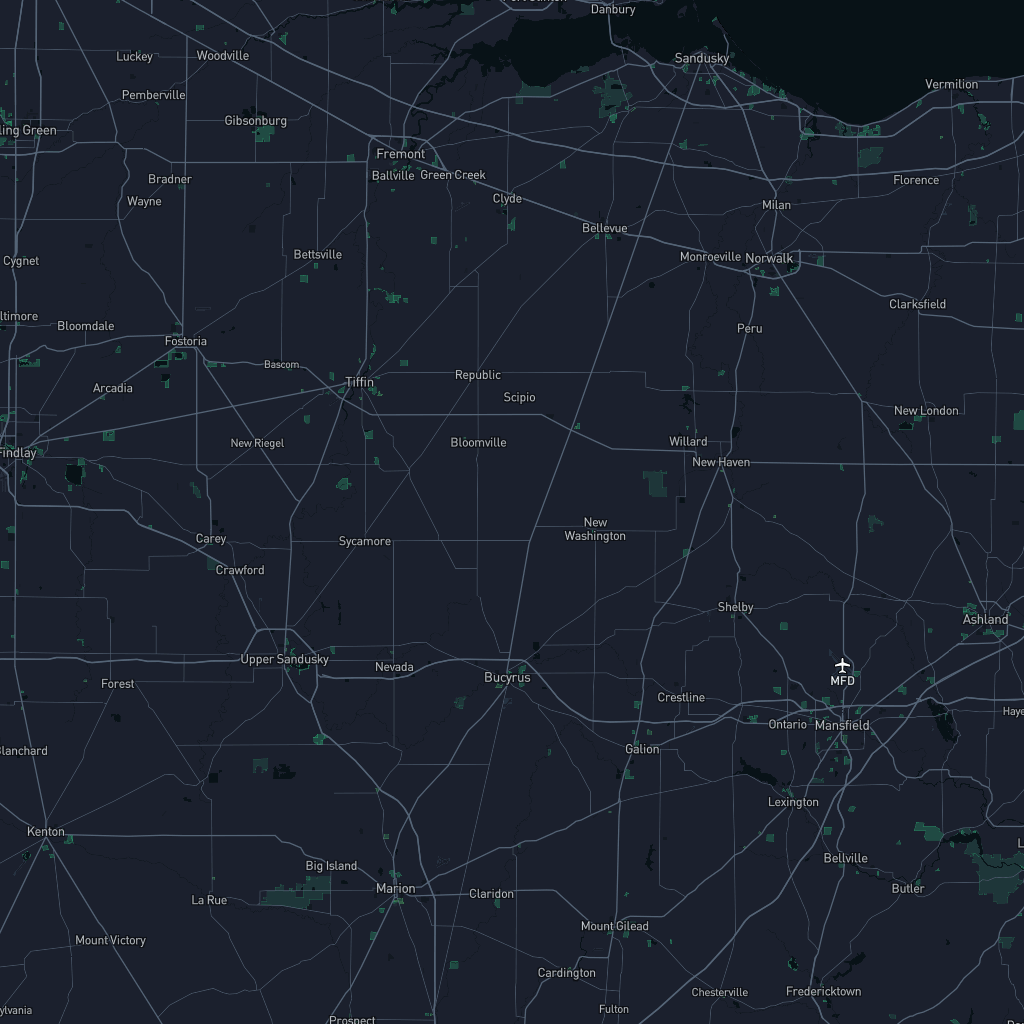 Danbury
Luckey
Woodville
Sandusky
Vermilion
Pemberville
Gibsonburg
ling Green
Fremont
Ballville
Green Creek
Bradner
Florence
Clyde
Wayne
Milan
Bellevue
Bettsville
Monroeville
Norwalk
Cygnet
Clarksfield
ltimore
Bloomdale
Peru
Fostoria
Bascom
Republic
Tiffin
Arcadia
Scipio
New London
New Riegel
Bloomville
Willard
Findlay
New Haven
New
Washington
Carey
Sycamore
Crawford
Shelby
Ashland
Upper Sandusky
Nevada
Bucyrus
MFD
Forest
Crestline
Haye
Ontario
Mansfield
Blanchard
Galion
Lexington
Kenton
L
Big Island
Bellville
Marion
Claridon
Butler
La Rue
Mount Gilead
Mount Victory
Cardington
Chesterville
Fredericktown
ylvania
Fulton
Prospect